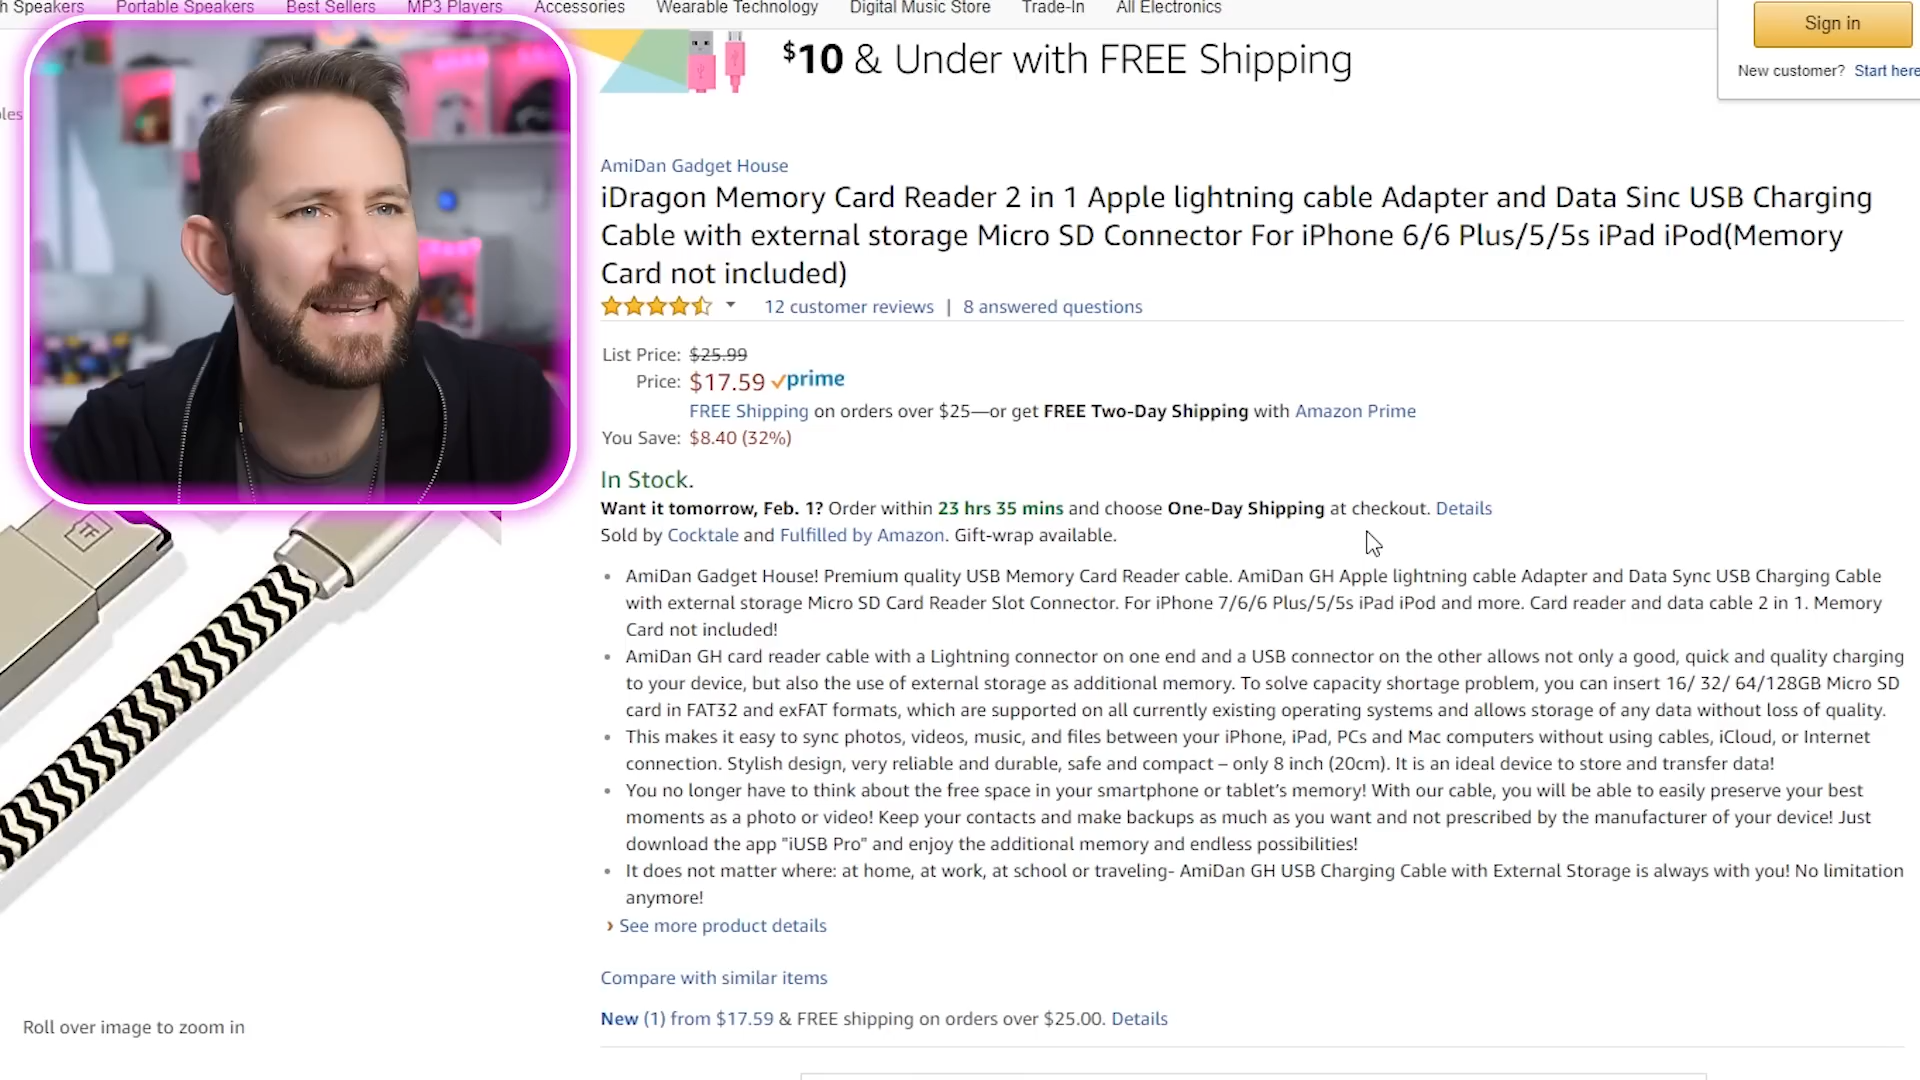 h Speakers Portable Speakers Best Sellers MP3 Players Accessories Wearable Technology Digital Music Store Trade-In All Electronics
Sign in
New customer? Start here
$10 & Under with FREE Shipping
les
AmiDan Gadget House
iDragon Memory Card Reader 2 in 1 Apple lightning cable Adapter and Data Sinc USB Charging
Cable with external storage Micro SD Connector For iPhone 6/6 Plus/5/5s iPad iPod(Memory
Card not included)
12 customer reviews | 8 answered questions
List Price: $25.99
Price: $17.59 prime
FREE Shipping on orders over $25—or get FREE Two-Day Shipping with Amazon Prime
You Save: $8.40 (32%)
In Stock.
Want it tomorrow, Feb. 1? Order within 23 hrs 35 mins and choose One-Day Shipping at checkout. Details
Sold by Cocktale and Fulfilled by Amazon. Gift-wrap available.
TF
• AmiDan Gadget House! Premium quality USB Memory Card Reader cable. AmiDan GH Apple lightning cable Adapter and Data Sync USB Charging Cable
with external storage Micro SD Card Reader Slot Connector. For iPhone 7/6/6 Plus/5/5s iPad iPod and more. Card reader and data cable 2 in 1. Memory
Card not included!
• AmiDan GH card reader cable with a Lightning connector on one end and a USB connector on the other allows not only a good, quick and quality charging
to your device, but also the use of external storage as additional memory. To solve capacity shortage problem, you can insert 16/ 32/ 64/128GB Micro SD
card in FAT32 and exFAT formats, which are supported on all currently existing operating systems and allows storage of any data without loss of quality.
• This makes it easy to sync photos, videos, music, and files between your iPhone, iPad, PCs and Mac computers without using cables, iCloud, or Internet
connection. Stylish design, very reliable and durable, safe and compact – only 8 inch (20cm). It is an ideal device to store and transfer data!
• You no longer have to think about the free space in your smartphone or tablet's memory! With our cable, you will be able to easily preserve your best
moments as a photo or video! Keep your contacts and make backups as much as you want and not prescribed by the manufacturer of your device! Just
download the app "iUSB Pro" and enjoy the additional memory and endless possibilities!
• It does not matter where: at home, at work, at school or traveling- AmiDan GH USB Charging Cable with External Storage is always with you! No limitation
anymore!
› See more product details
Compare with similar items
New (1) from $17.59 & FREE shipping on orders over $25.00. Details
Roll over image to zoom in